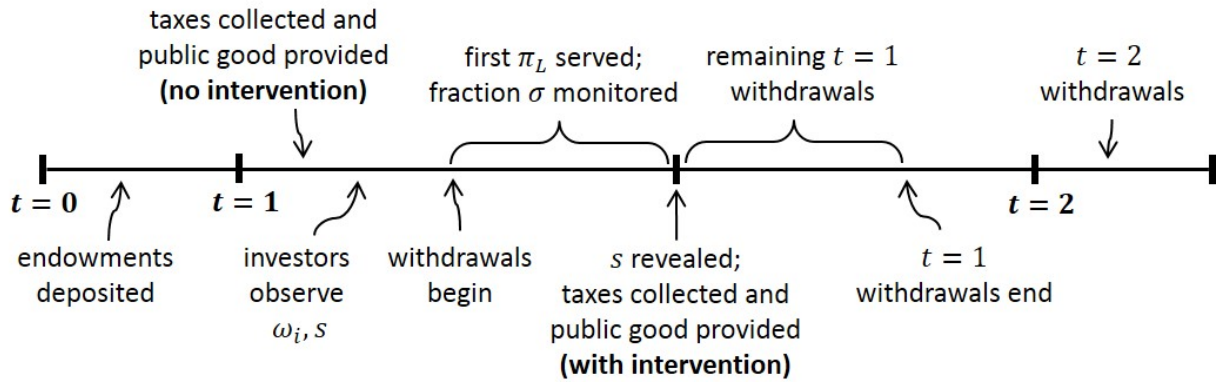 taxes collected and
public good provided
(no intervention)
first π_L served;
fraction σ monitored
remaining t = 1
withdrawals
t = 2
withdrawals
t = 0
t = 1
t = 2
endowments
deposited
investors
observe
ω_i, s
withdrawals
begin
s revealed;
taxes collected and
public good provided
(with intervention)
t = 1
withdrawals end